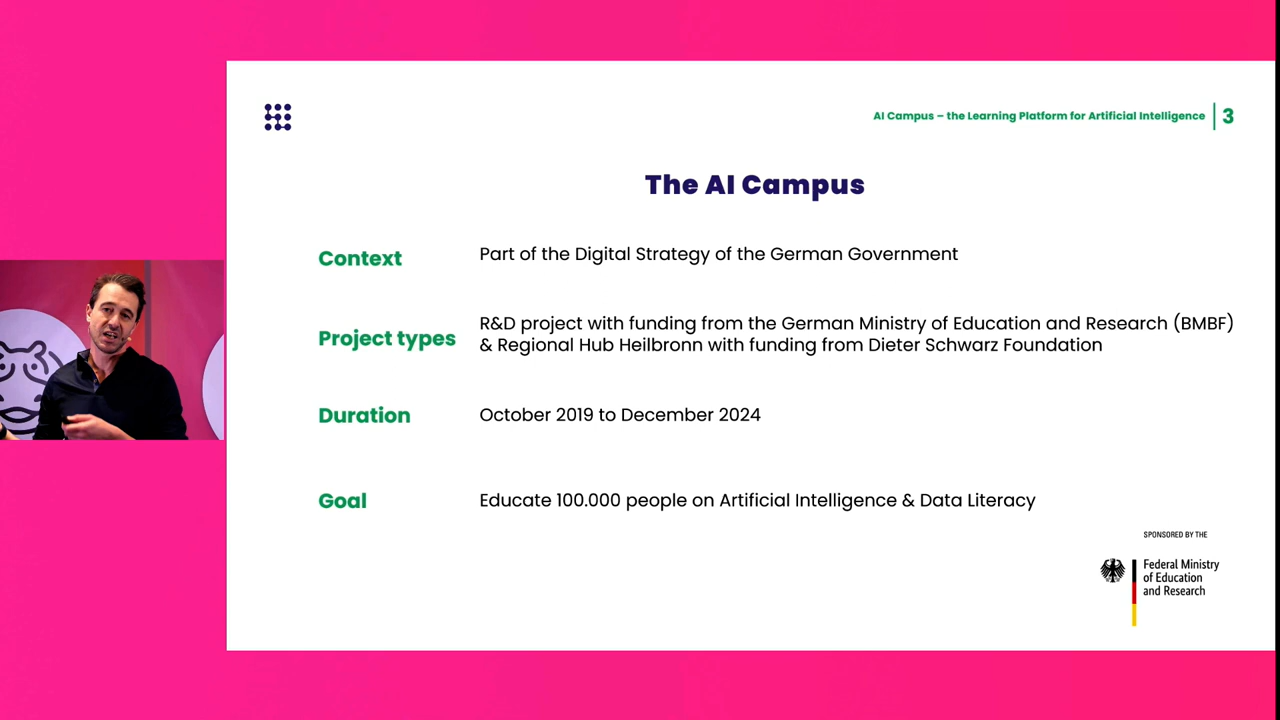 AI Campus – the Learning Platform for Artificial Intelligence | 3
The AI Campus
Context
Part of the Digital Strategy of the German Government
Project types
R&D project with funding from the German Ministry of Education and Research (BMBF)
& Regional Hub Heilbronn with funding from Dieter Schwarz Foundation
Duration
October 2019 to December 2024
Goal
Educate 100.000 people on Artificial Intelligence & Data Literacy
SPONSORED BY THE
Federal Ministry
of Education
and Research